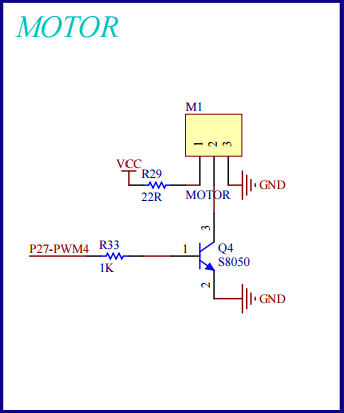 MOTOR
M1
1 2 3
VCC
R29
22R
MOTOR
GND
3
P27-PWM4
R33
1K
1
Q4
S8050
2
GND